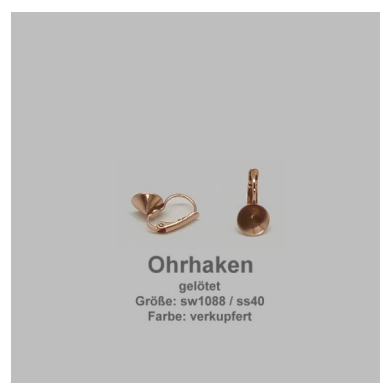 Ohrhaken
gelötet
Größe: sw1088 / ss40
Farbe: verkupfert